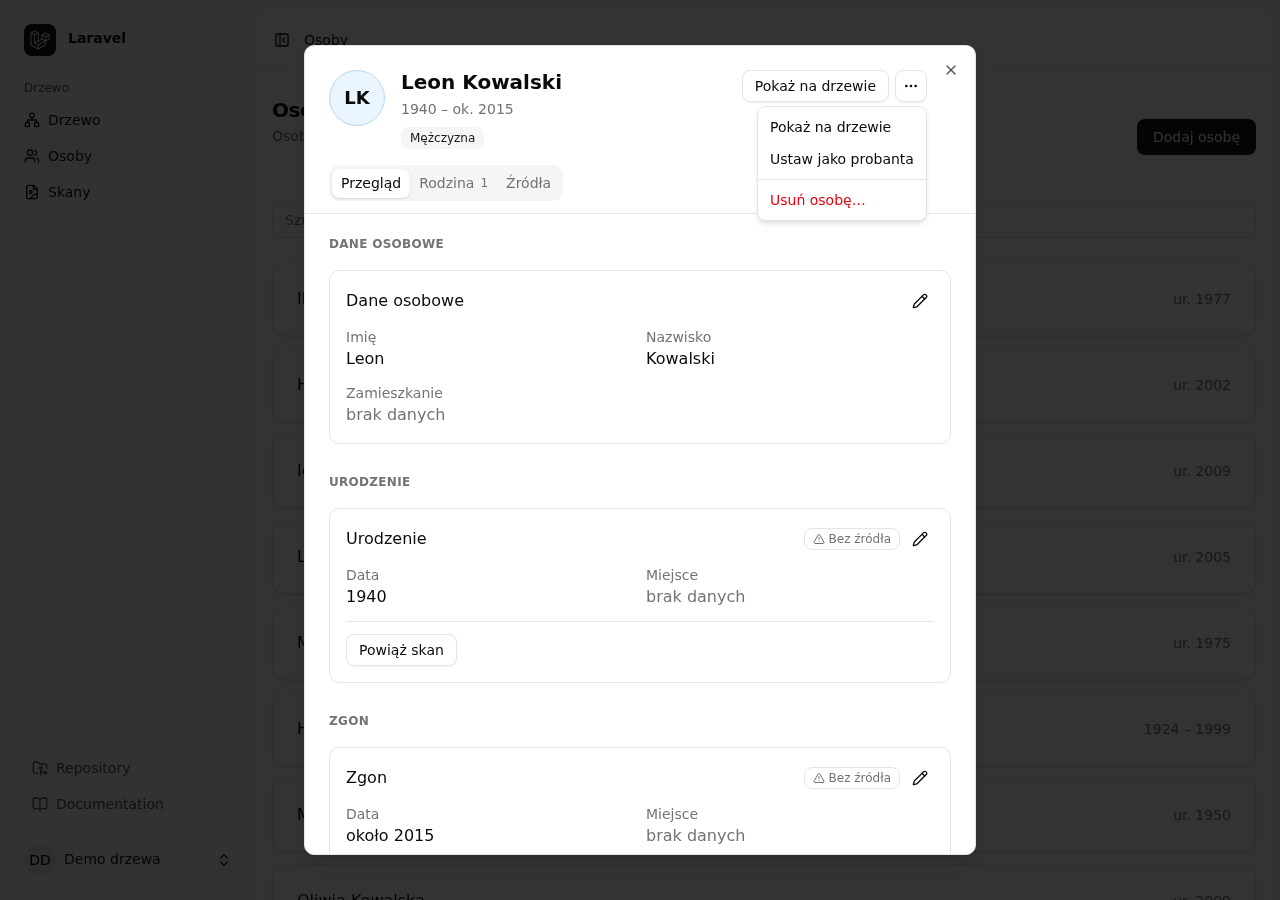 Laravel
Osoby
Drzewo
Drzewo
Osoby
Skany
Dodaj osobę
ur. 1977
ur. 2002
ur. 2009
ur. 2005
ur. 1975
1924 – 1999
ur. 1950
Repository
Documentation
DD Demo drzewa
LK
Leon Kowalski
1940 – ok. 2015
Mężczyzna
Pokaż na drzewie
Pokaż na drzewie
Ustaw jako probanta
Usuń osobę...
Przegląd Rodzina 1 Źródła
DANE OSOBOWE
Dane osobowe
Imię Nazwisko
Leon Kowalski
Zamieszkanie
brak danych
URODZENIE
Urodzenie Bez źródła
Data Miejsce
1940 brak danych
Powiąż skan
ZGON
Zgon Bez źródła
Data Miejsce
około 2015 brak danych